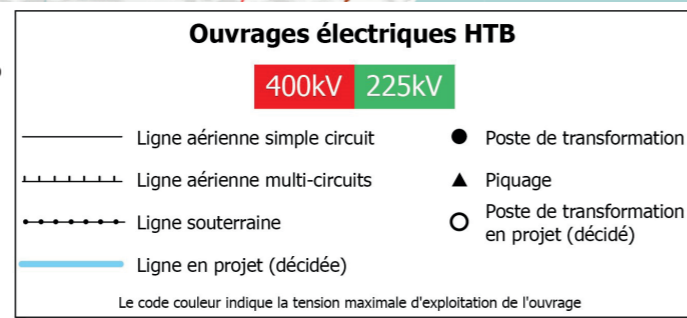 Ouvrages électriques HTB
400kV 225kV
Ligne aérienne simple circuit
Ligne aérienne multi-circuits
Ligne souterraine
Ligne en projet (décidée)
Poste de transformation
Piquage
Poste de transformation
en projet (décidé)
Le code couleur indique la tension maximale d'exploitation de l'ouvrage